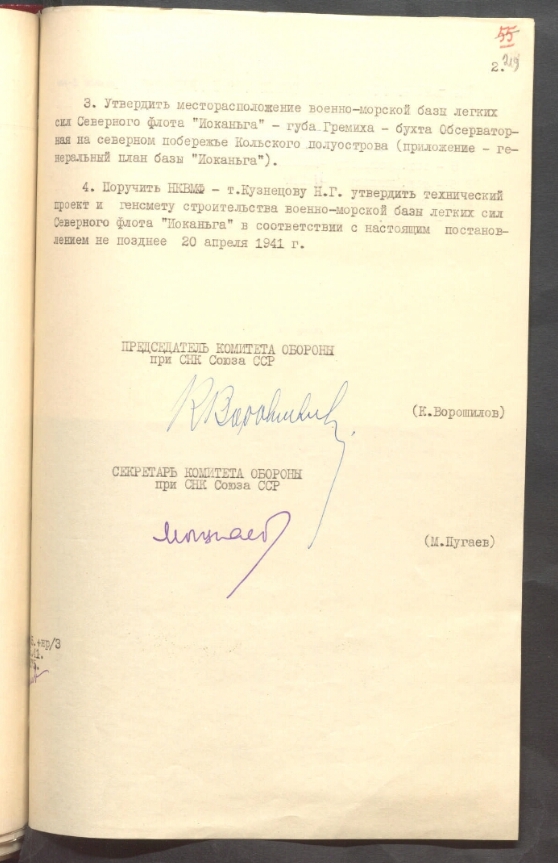 55
2. 219
3. Утвердить месторасположение военно-морской базы легких
сил Северного флота "Иоканьга" - губа Гремиха - бухта Обсерватор-
ная на северном побережье Кольского полуострова (приложение - ге-
неральный план базы "Иоканьга").
4. Поручить НКВМФ - т.Кузнецову Н.Г. утвердить технический
проект и генсмету строительства военно-морской базы легких сил
Северного флота "Иоканьга" в соответствии с настоящим постанов-
лением не позднее 20 апреля 1941 г.
ПРЕДСЕДАТЕЛЬ КОМИТЕТА ОБОРОНЫ
при СНК Союза ССР
КВорошилов
(К.Ворошилов)
СЕКРЕТАРЬ КОМИТЕТА ОБОРОНЫ
при СНК Союза ССР
(М.Пугаев)